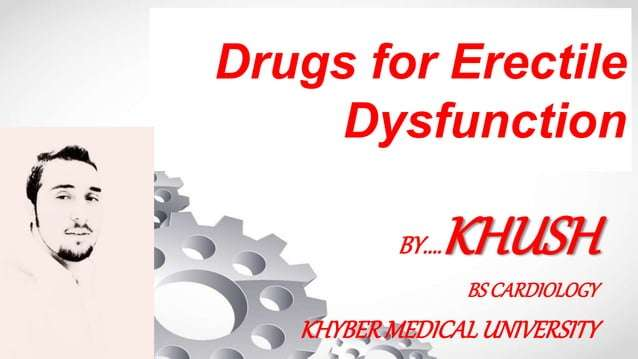 Drugs for Erectile
Dysfunction
BY.... KHUSH
BS CARDIOLOGY
KHYBER MEDICAL UNIVERSITY